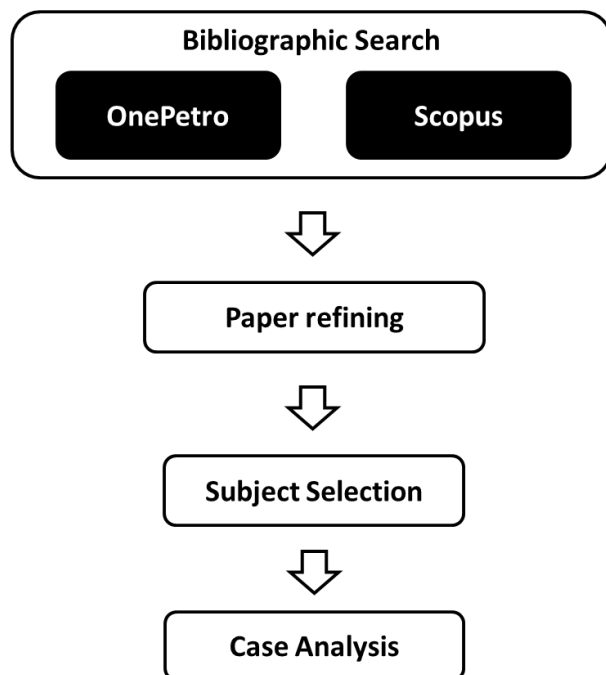 Bibliographic Search
OnePetro
Scopus
Paper refining
Subject Selection
Case Analysis